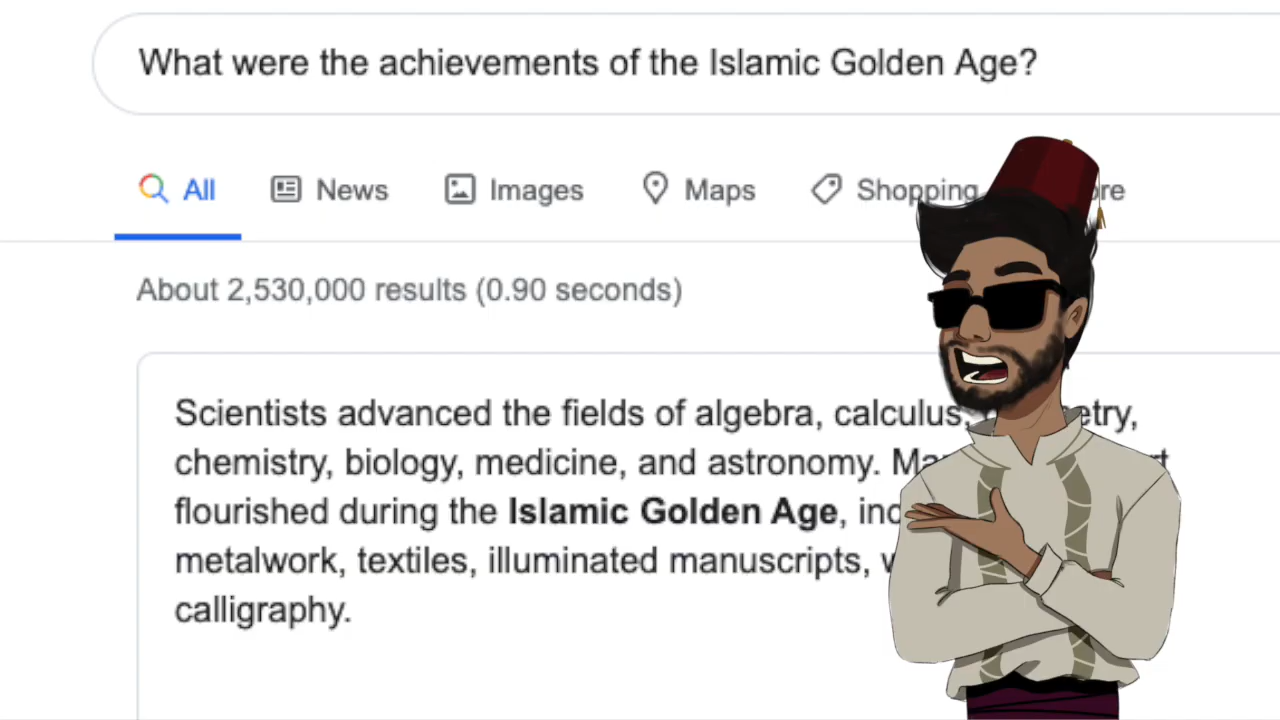 What were the achievements of the Islamic Golden Age?
All News Images Maps Shopping
About 2,530,000 results (0.90 seconds)
Scientists advanced the fields of algebra, calculus,
chemistry, biology, medicine, and astronomy.
flourished during the Islamic Golden Age,
metalwork, textiles, illuminated manuscripts,
calligraphy.